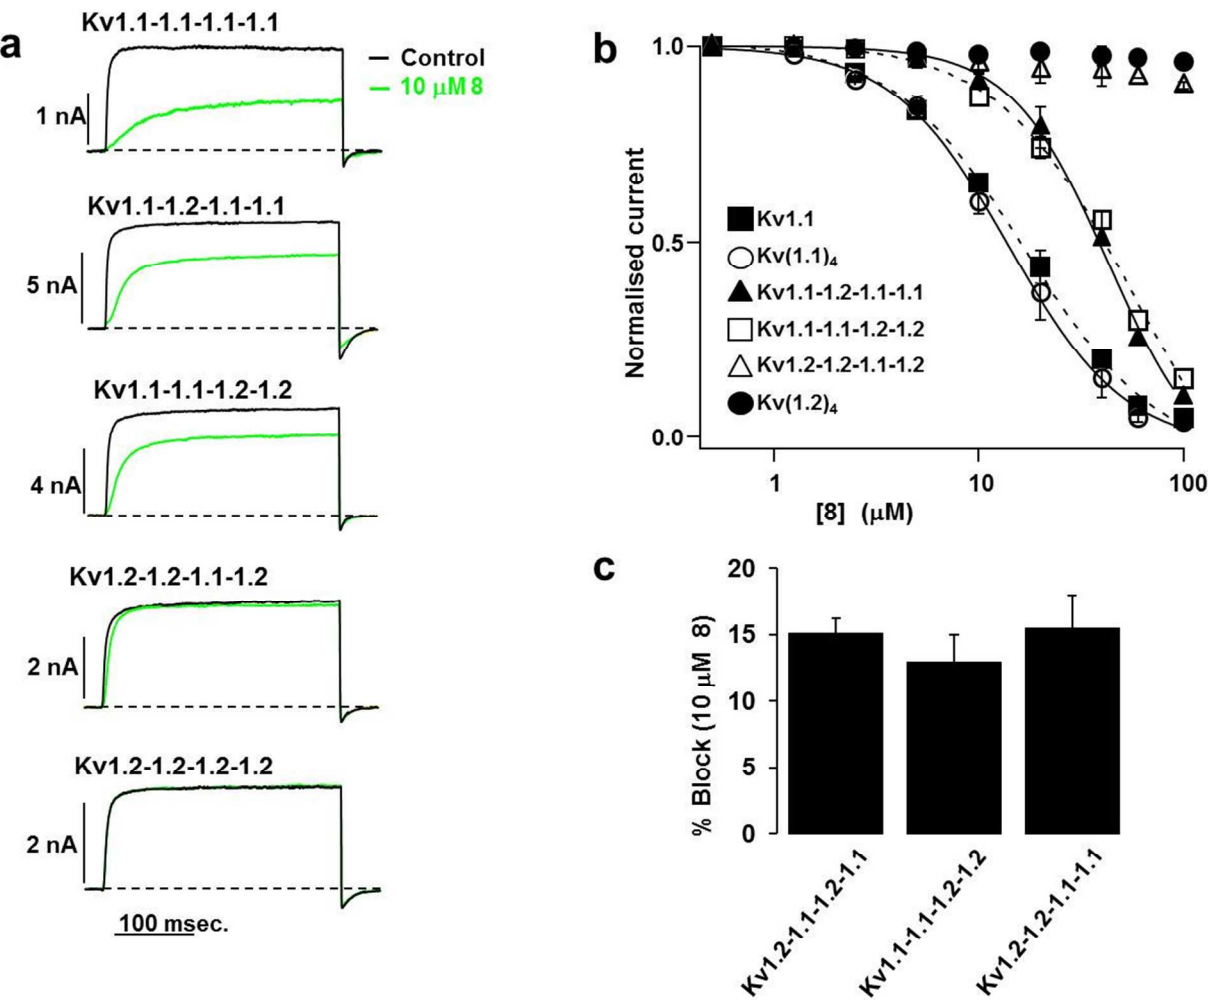 a
Kv1.1-1.1-1.1-1.1
Control
10 μM 8
1 nA
Kv1.1-1.2-1.1-1.1
5 nA
Kv1.1-1.1-1.2-1.2
4 nA
Kv1.2-1.2-1.1-1.2
2 nA
Kv1.2-1.2-1.2-1.2
2 nA
100 msec.
b
Normalised current
1.0
0.5
0.0
Kv1.1
Kv(1.1)₄
Kv1.1-1.2-1.1-1.1
Kv1.1-1.1-1.2-1.2
Kv1.2-1.2-1.1-1.2
Kv(1.2)₄
1 10 100
[8] (μM)
c
% Block (10 μM 8)
20
15
10
5
0
Kv1.2-1.1-1.2-1.1
Kv1.1-1.1-1.2-1.2
Kv1.2-1.2-1.1-1.1